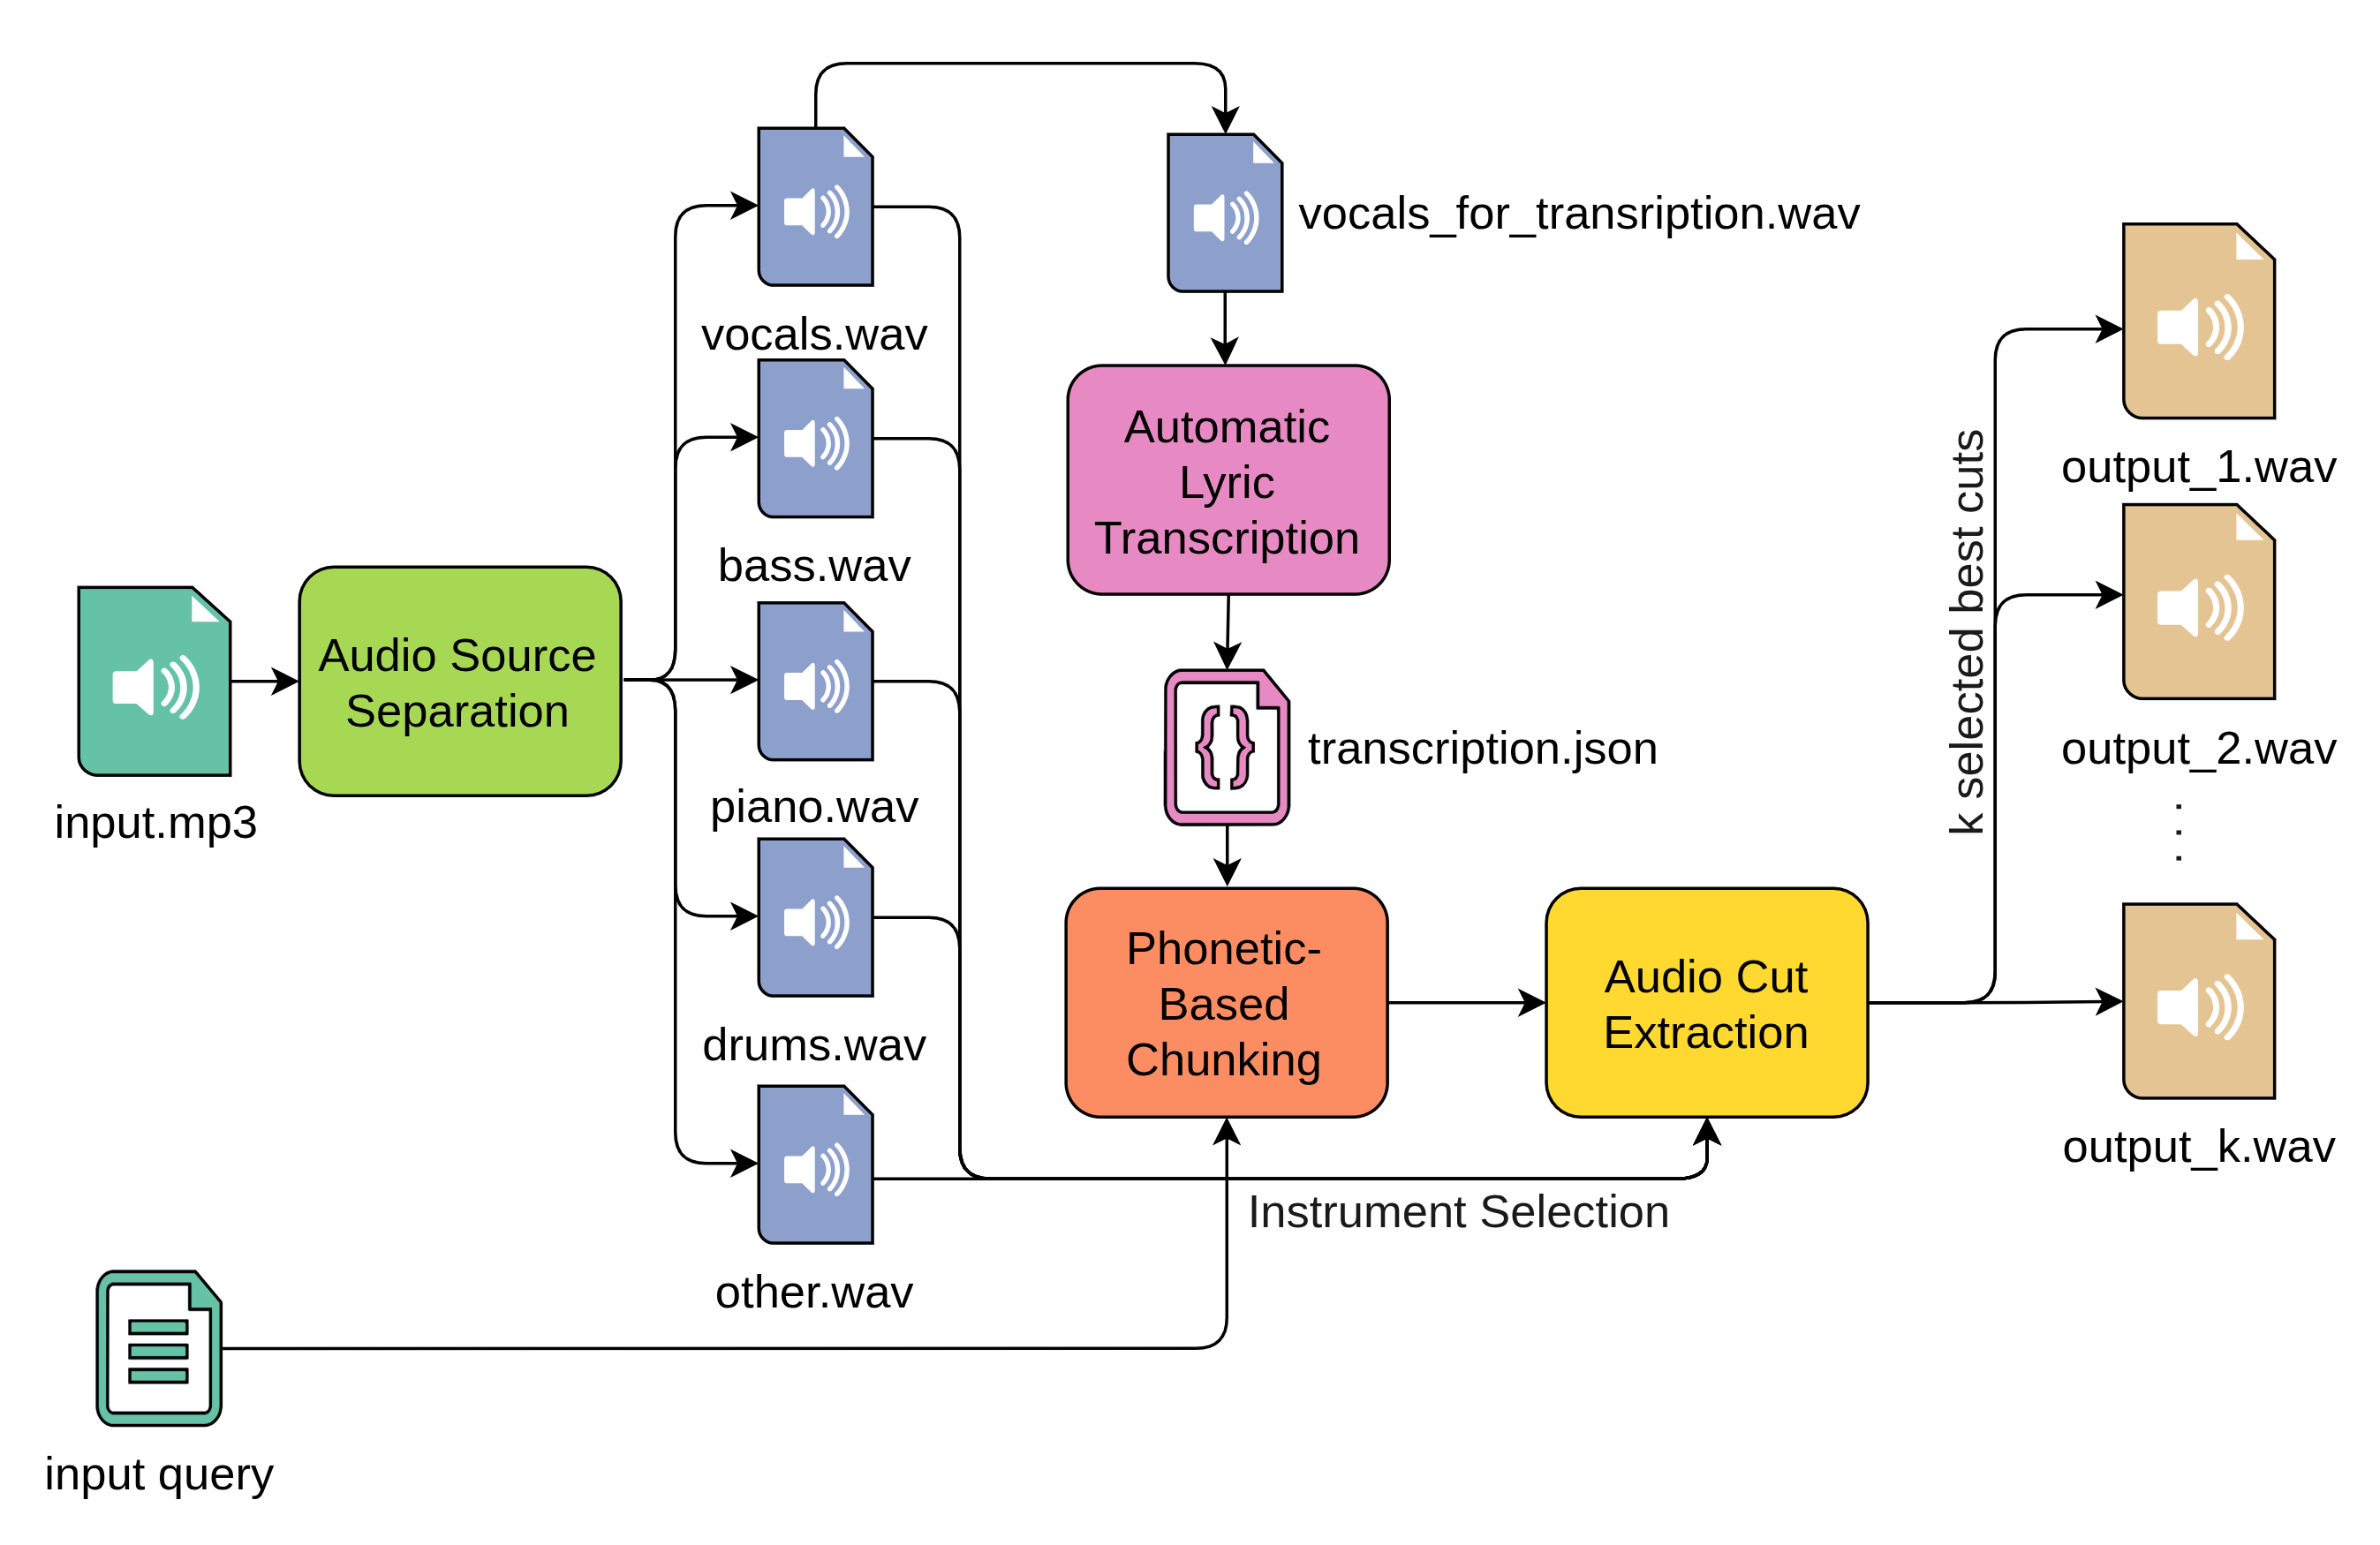 input.mp3
Audio Source
Separation
vocals.wav
bass.wav
piano.wav
drums.wav
other.wav
input query
vocals_for_transription.wav
Automatic
Lyric
Transcription
transcription.json
Phonetic-
Based
Chunking
Audio Cut
Extraction
Instrument Selection
k selected best cuts
output_1.wav
output_2.wav
. . .
output_k.wav